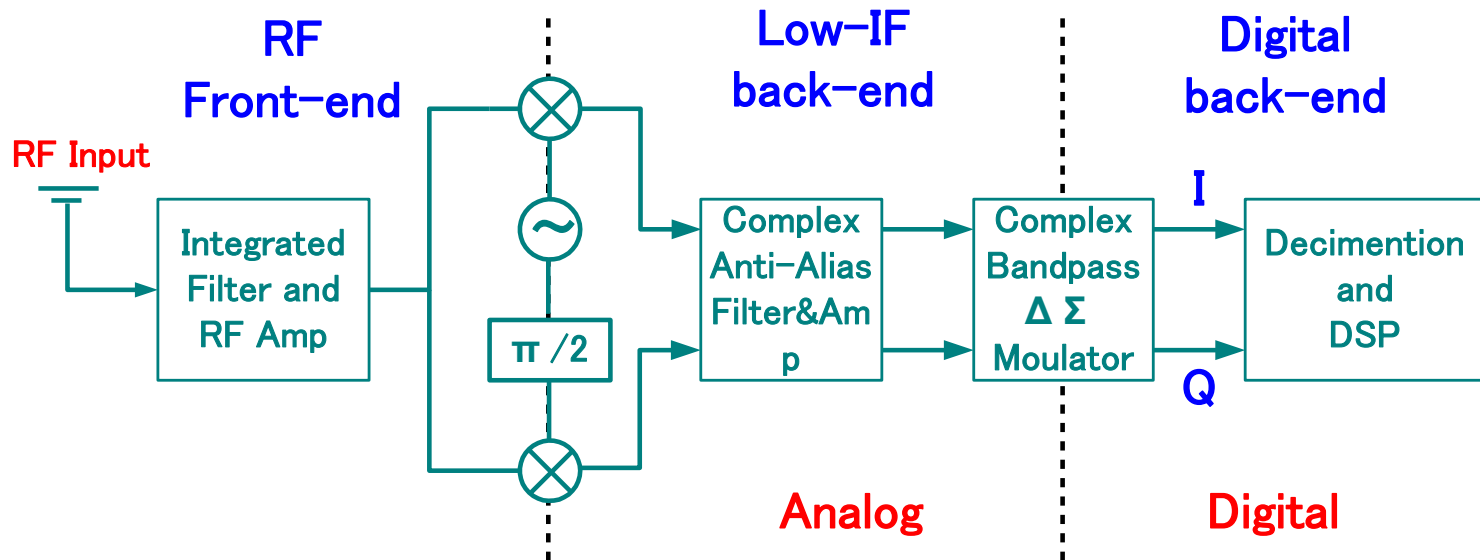 RF
Front-end
Low-IF
back-end
Digital
back-end
RF Input
Integrated
Filter and
RF Amp
~
π/2
Complex
Anti-Alias
Filter&Am
p
Complex
Bandpass
Δ Σ
Moulator
I
Q
Decimention
and
DSP
Analog
Digital